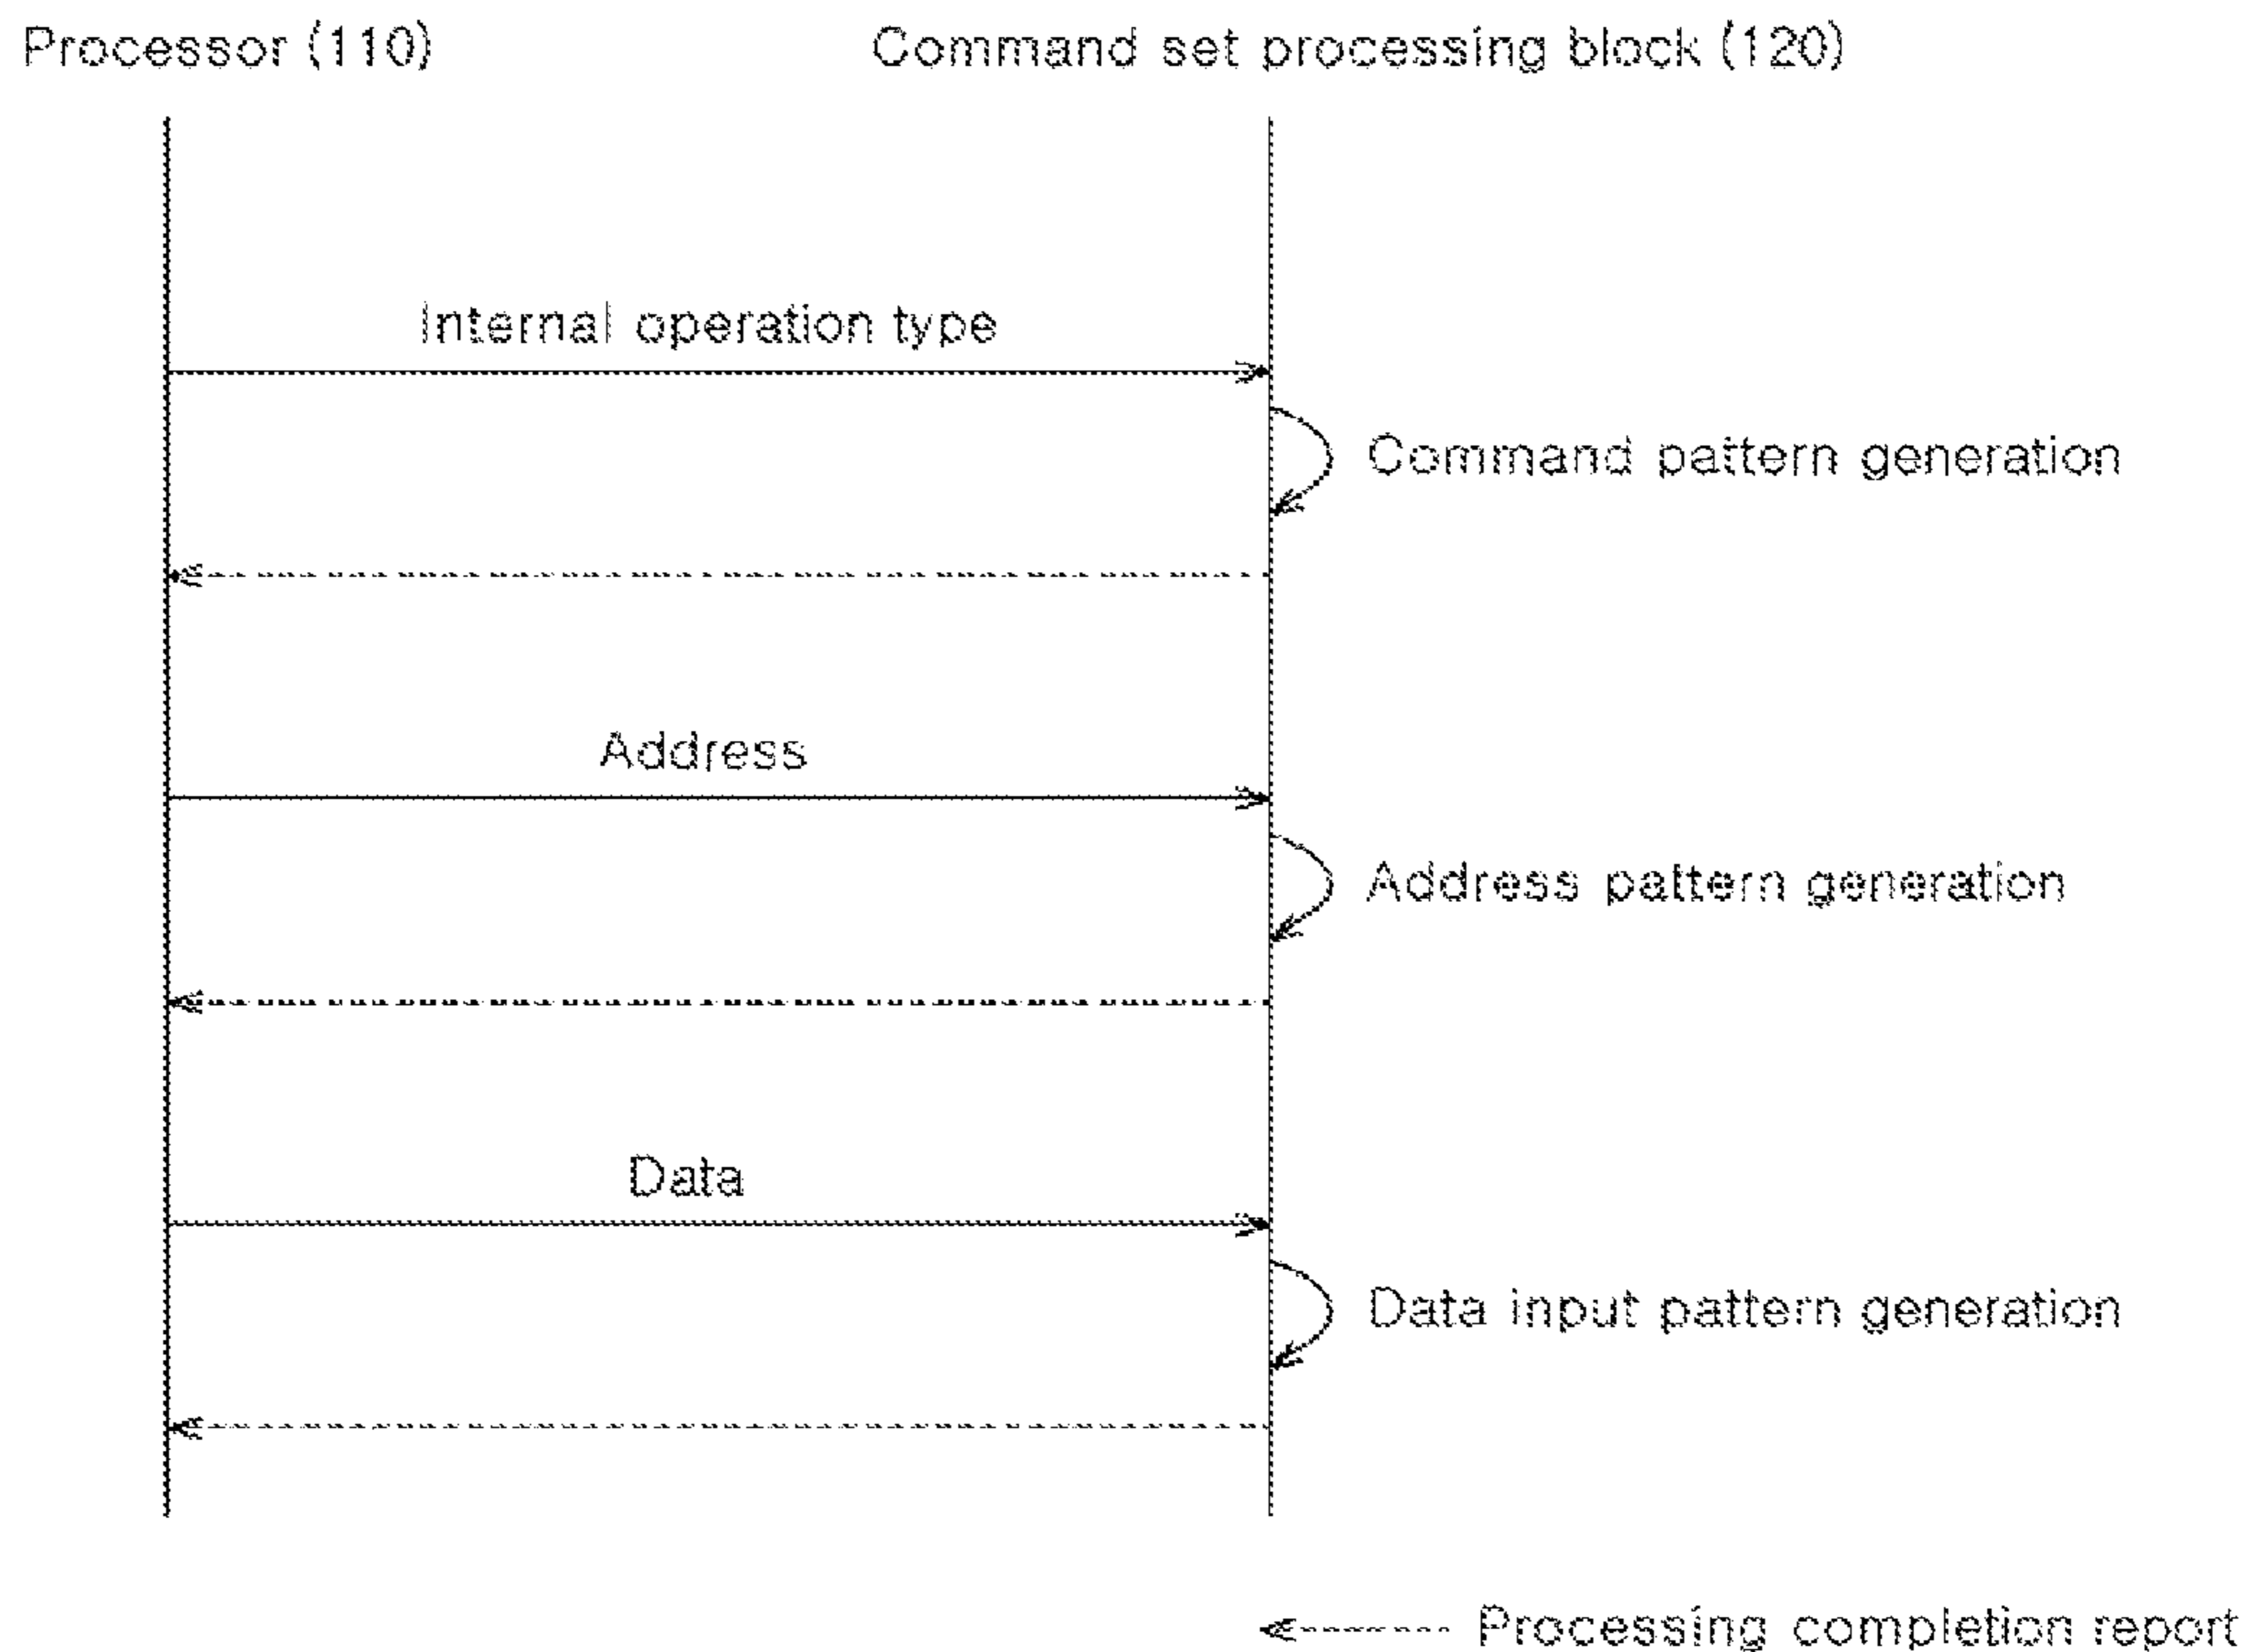 Processor (110)
Command set processing block (120)
Internal operation type
Command pattern generation
Address
Address pattern generation
Data
Data input pattern generation
Processing completion report